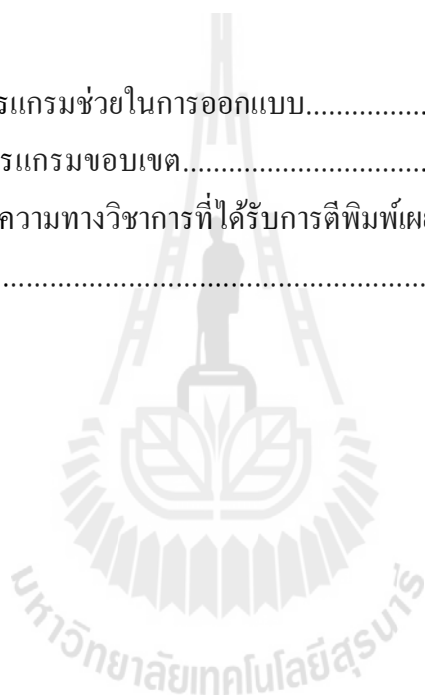 รแกรมช่วยในการออกแบบ................
รแกรมขอบเขต..............................
ความทางวิชาการที่ได้รับการตีพิมพ์เผย
.......................................................
มหาวิทยาลัยเทคโนโลยีสุรนารี